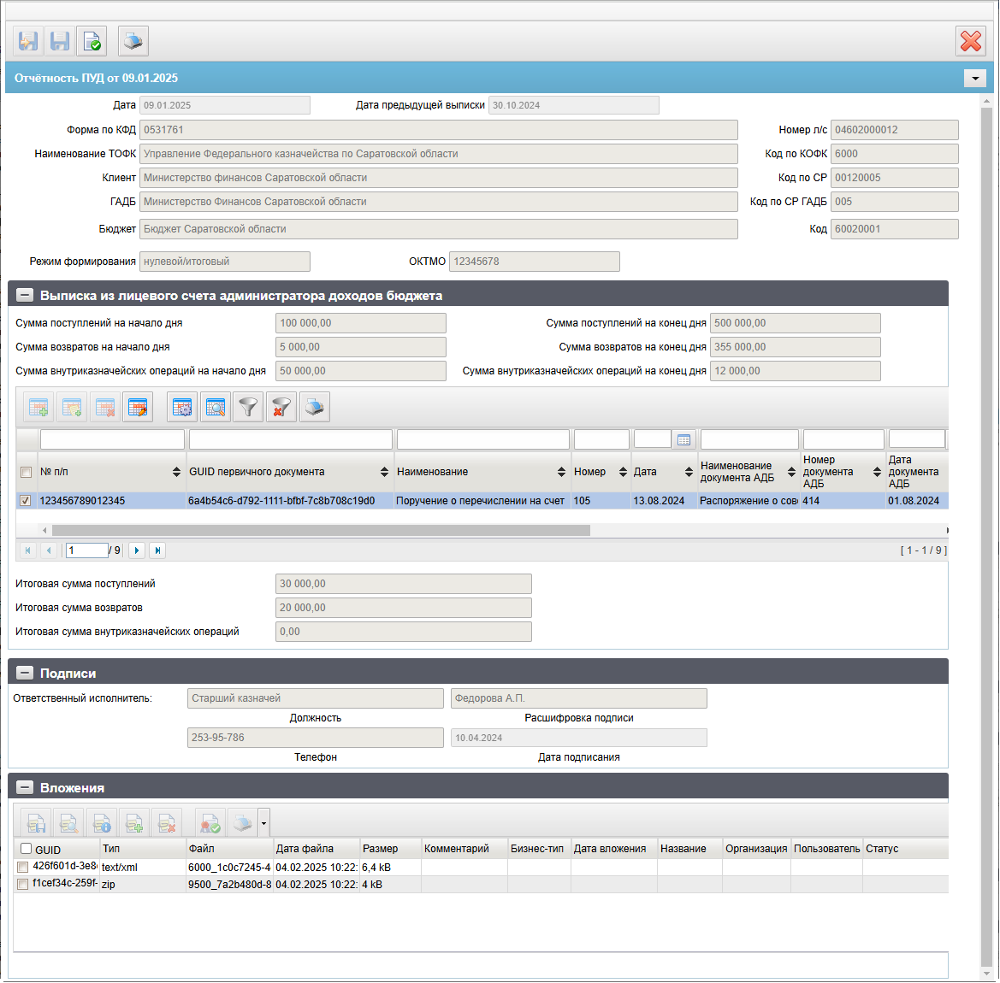 Отчётность ПУД от 09.01.2025
Дата 09.01.2025 Дата предыдущей выписки 30.10.2024
Форма по КФД 0531761 Номер л/с 04602000012
Наименование ТОФК Управление Федерального казначейства по Саратовской области Код по КОФК 6000
Клиент Министерство финансов Саратовской области Код по СР 00120005
ГАДБ Министерство Финансов Саратовской области Код по СР ГАДБ 005
Бюджет Бюджет Саратовской области Код 60020001
Режим формирования нулевой/итоговый ОКТМО 12345678
Выписка из лицевого счета администратора доходов бюджета
Сумма поступлений на начало дня 100 000,00 Сумма поступлений на конец дня 500 000,00
Сумма возвратов на начало дня 5 000,00 Сумма возвратов на конец дня 355 000,00
Сумма внутриказначейских операций на начало дня 50 000,00 Сумма внутриказначейских операций на конец дня 12 000,00
№ п/п GUID первичного документа Наименование Номер Дата Наименование документа АДБ Номер документа АДБ Дата документа АДБ
123456789012345 6a4b54c6-d792-1111-bfbf-7c8b708c19d0 Поручение о перечислении на счет 105 13.08.2024 Распоряжение о сов 414 01.08.2024
1 / 9 [ 1 - 1 / 9 ]
Итоговая сумма поступлений 30 000,00
Итоговая сумма возвратов 20 000,00
Итоговая сумма внутриказначейских операций 0,00
Подписи
Ответственный исполнитель: Старший казначей Федорова А.П.
Должность Расшифровка подписи
253-95-786 10.04.2024
Телефон Дата подписания
Вложения
GUID Тип Файл Дата файла Размер Комментарий Бизнес-тип Дата вложения Название Организация Пользователь Статус
426f601d-3e8 text/xml 6000_1c0c7245-4 04.02.2025 10:22: 6,4 kB
f1cef34c-259f- zip 9500_7a2b480d-8 04.02.2025 10:22: 4 kB